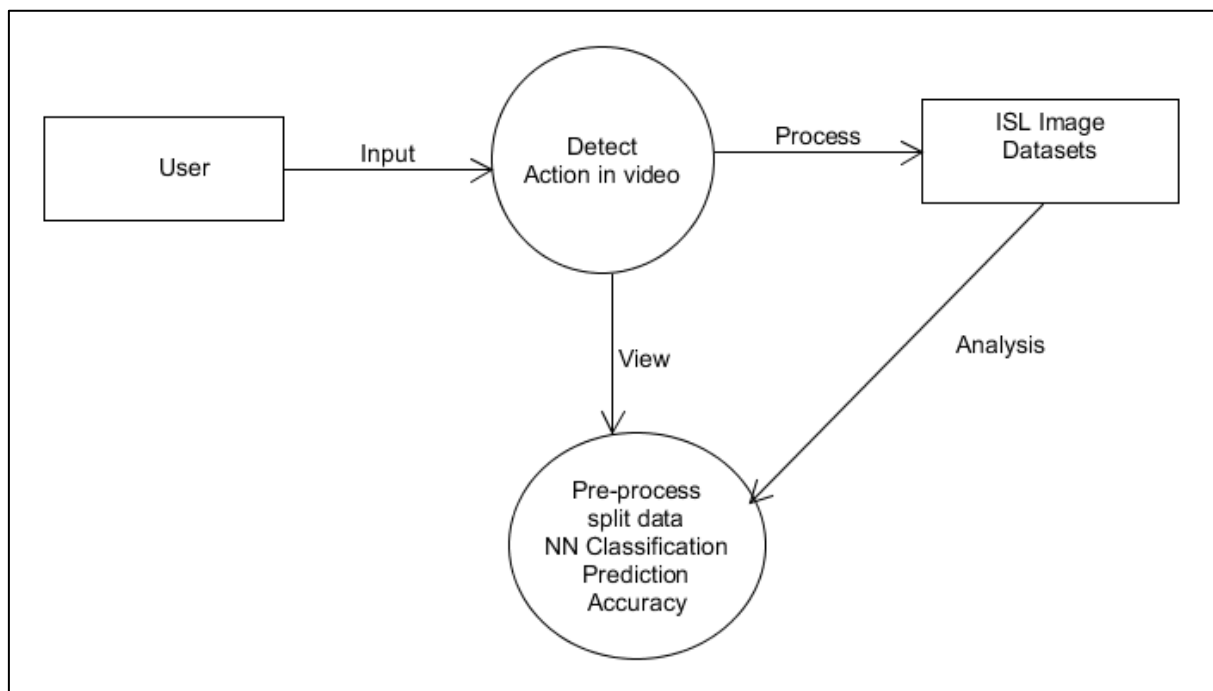 User
Input
Detect
Action in video
Process
ISL Image
Datasets
View
Analysis
Pre-process
split data
NN Classification
Prediction
Accuracy